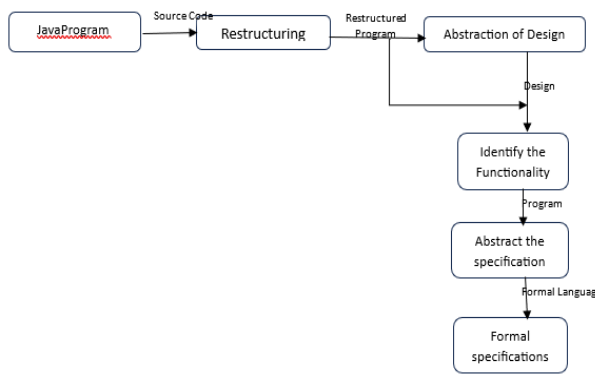 JavaProgram
Source Code
Restructuring
Restructured
Program
Abstraction of Design
Design
Identify the
Functionality
Program
Abstract the
specification
Formal Languag
Formal
specifications